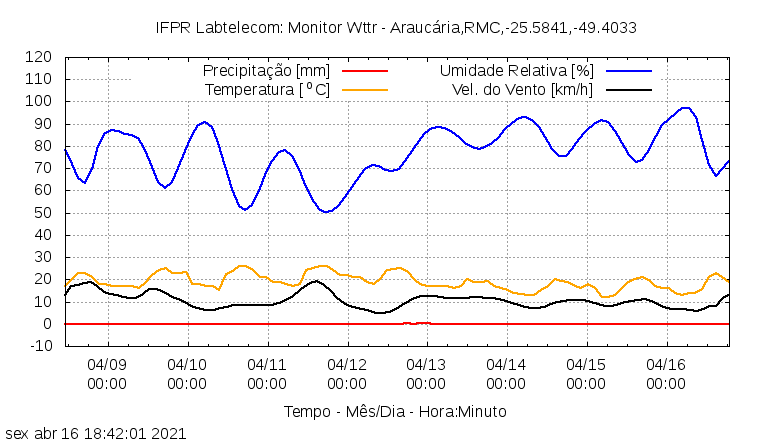 IFPR Labtelecom: Monitor Wttr - Araucária,RMC,-25.5841,-49.4033
Precipitação [mm] Umidade Relativa [%]
Temperatura [ ⁰C] Vel. do Vento [km/h]
120
110
100
90
80
70
60
50
40
30
20
10
0
-10
04/09 04/10 04/11 04/12 04/13 04/14 04/15 04/16
00:00 00:00 00:00 00:00 00:00 00:00 00:00 00:00
Tempo - Mês/Dia - Hora:Minuto
sex abr 16 18:42:01 2021